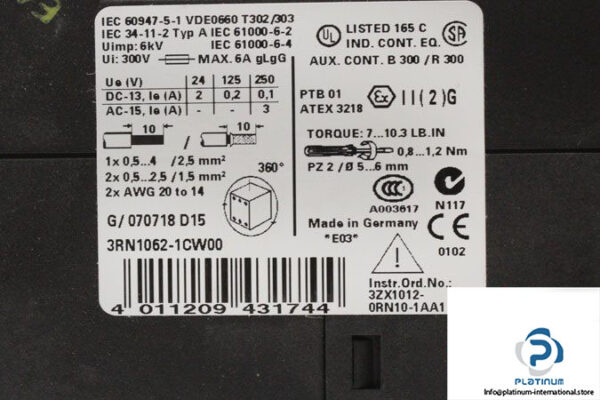 IEC 60947-5-1 VDE0660 T302/303
IEC 34-11-2 Typ A IEC 61000-6-2
Uimp: 6kV IEC 61000-6-4
Ui: 300V MAX. 6A gLgG
Ue (V) 24 125 250
DC-13, Ie (A) 2 0,2 0,1
AC-15, Ie (A) - - 3
10 / 10
1x 0,5...4 /2,5 mm²
2x 0,5...2,5 /1,5 mm²
2x AWG 20 to 14
360°
G/ 070718 D15
3RN1062-1CW00
4 011209 431744
UL LISTED 165 C SA
IND. CONT. EQ.
AUX. CONT. B 300 /R 300
PTB 01
ATEX 3218
Ex II(2)G
TORQUE: 7...10.3 LB.IN
0,8...1,2 Nm
PZ 2 / Ø 5...6 mm
CCC
A003617
N117
Made in Germany
"E03"
CE
0102
!
Instr.Ord.No.:
3ZX1012-
0RN10-1AA1
P
PLATINUM
Info@platinum-international.store